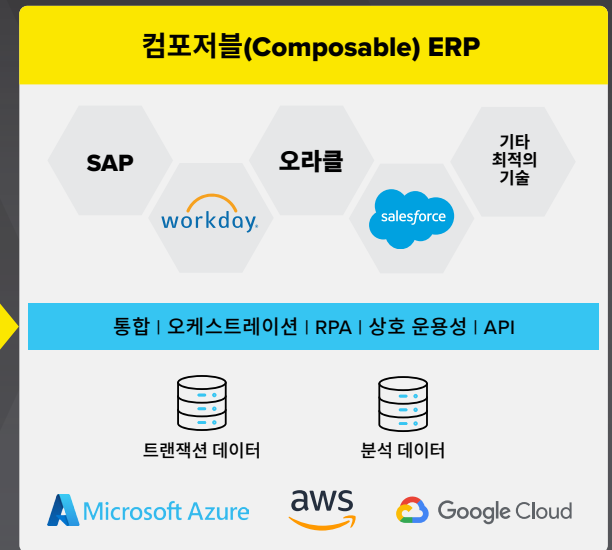 컴포저블(Composable) ERP
SAP
오라클
기타
최적의
기술
workday.
salesforce
통합 | 오케스트레이션 | RPA | 상호 운용성 | API
트랜잭션 데이터
분석 데이터
Microsoft Azure
aws
Google Cloud